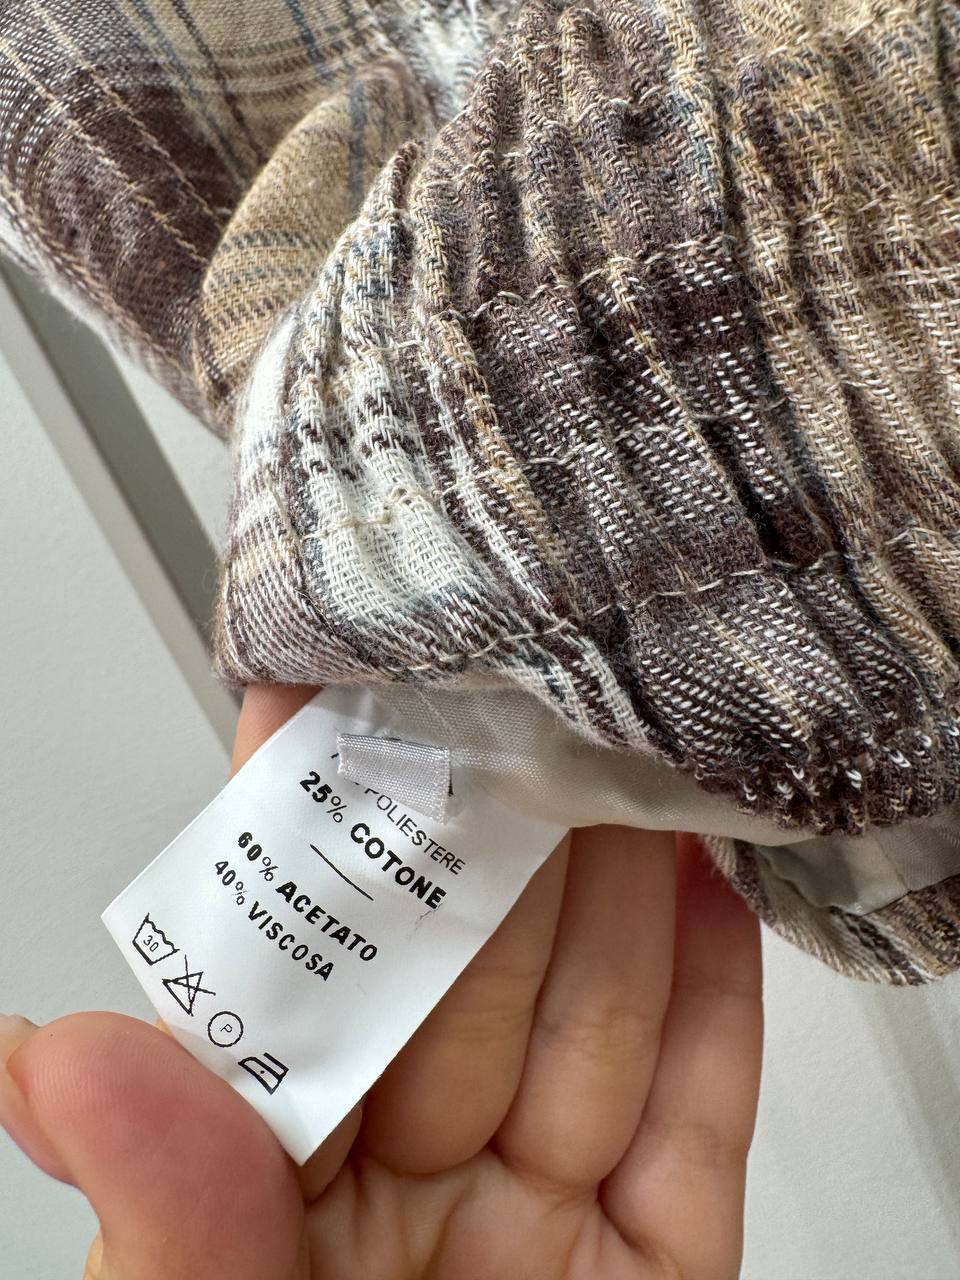 POLIESTERE
25% COTONE
60% ACETATO
40% VISCOSA
30
P